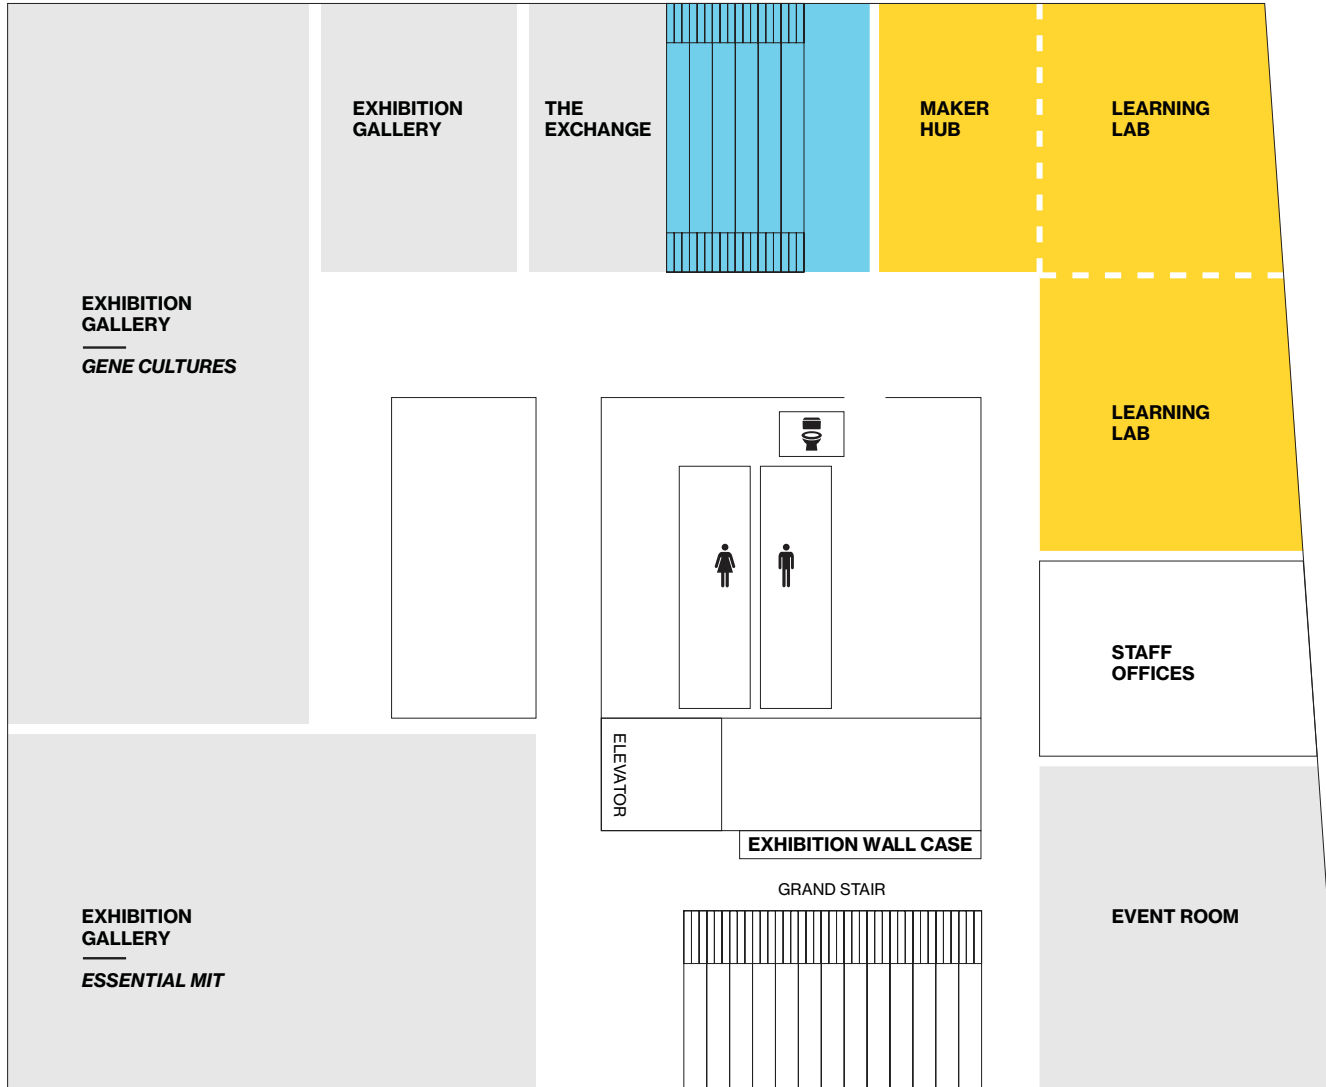 EXHIBITION
GALLERY
THE
EXCHANGE
MAKER
HUB
LEARNING
LAB
EXHIBITION
GALLERY
GENE CULTURES
LEARNING
LAB
STAFF
OFFICES
ELEVATOR
EXHIBITION WALL CASE
GRAND STAIR
EXHIBITION
GALLERY
ESSENTIAL MIT
EVENT ROOM